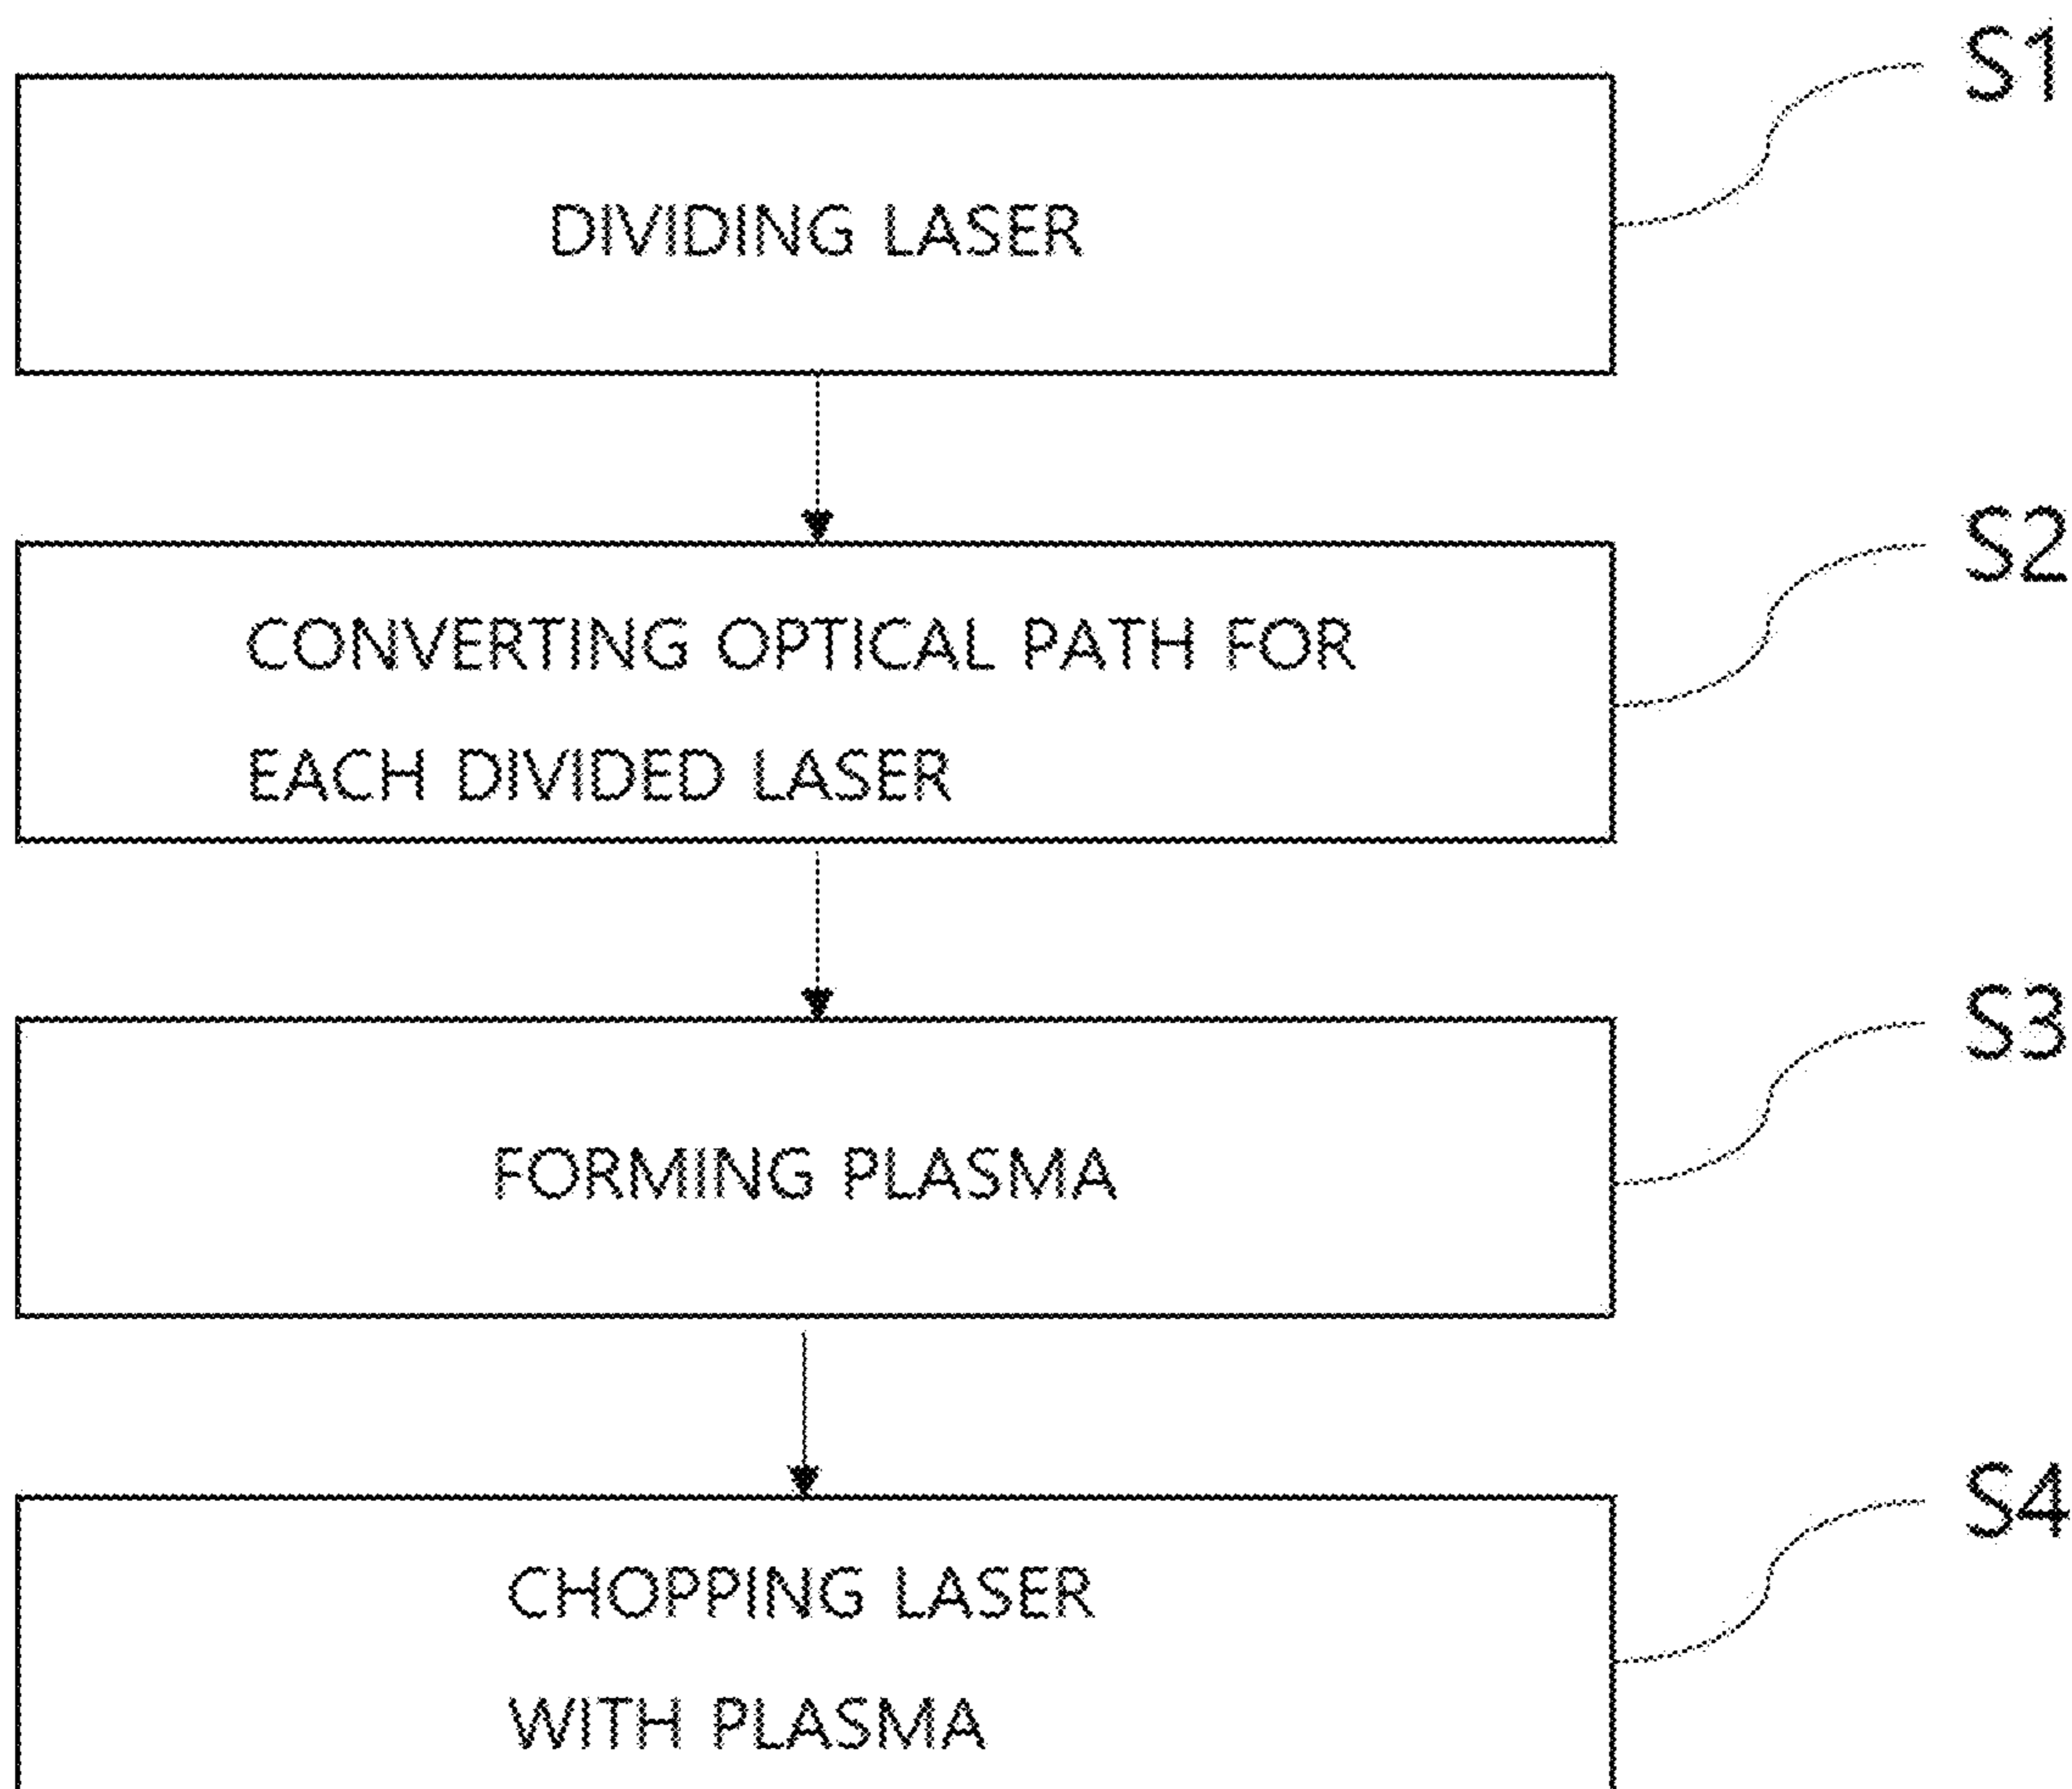 S1
DIVIDING LASER
S2
CONVERTING OPTICAL PATH FOR
EACH DIVIDED LASER
S3
FORMING PLASMA
S4
CHOPPING LASER
WITH PLASMA